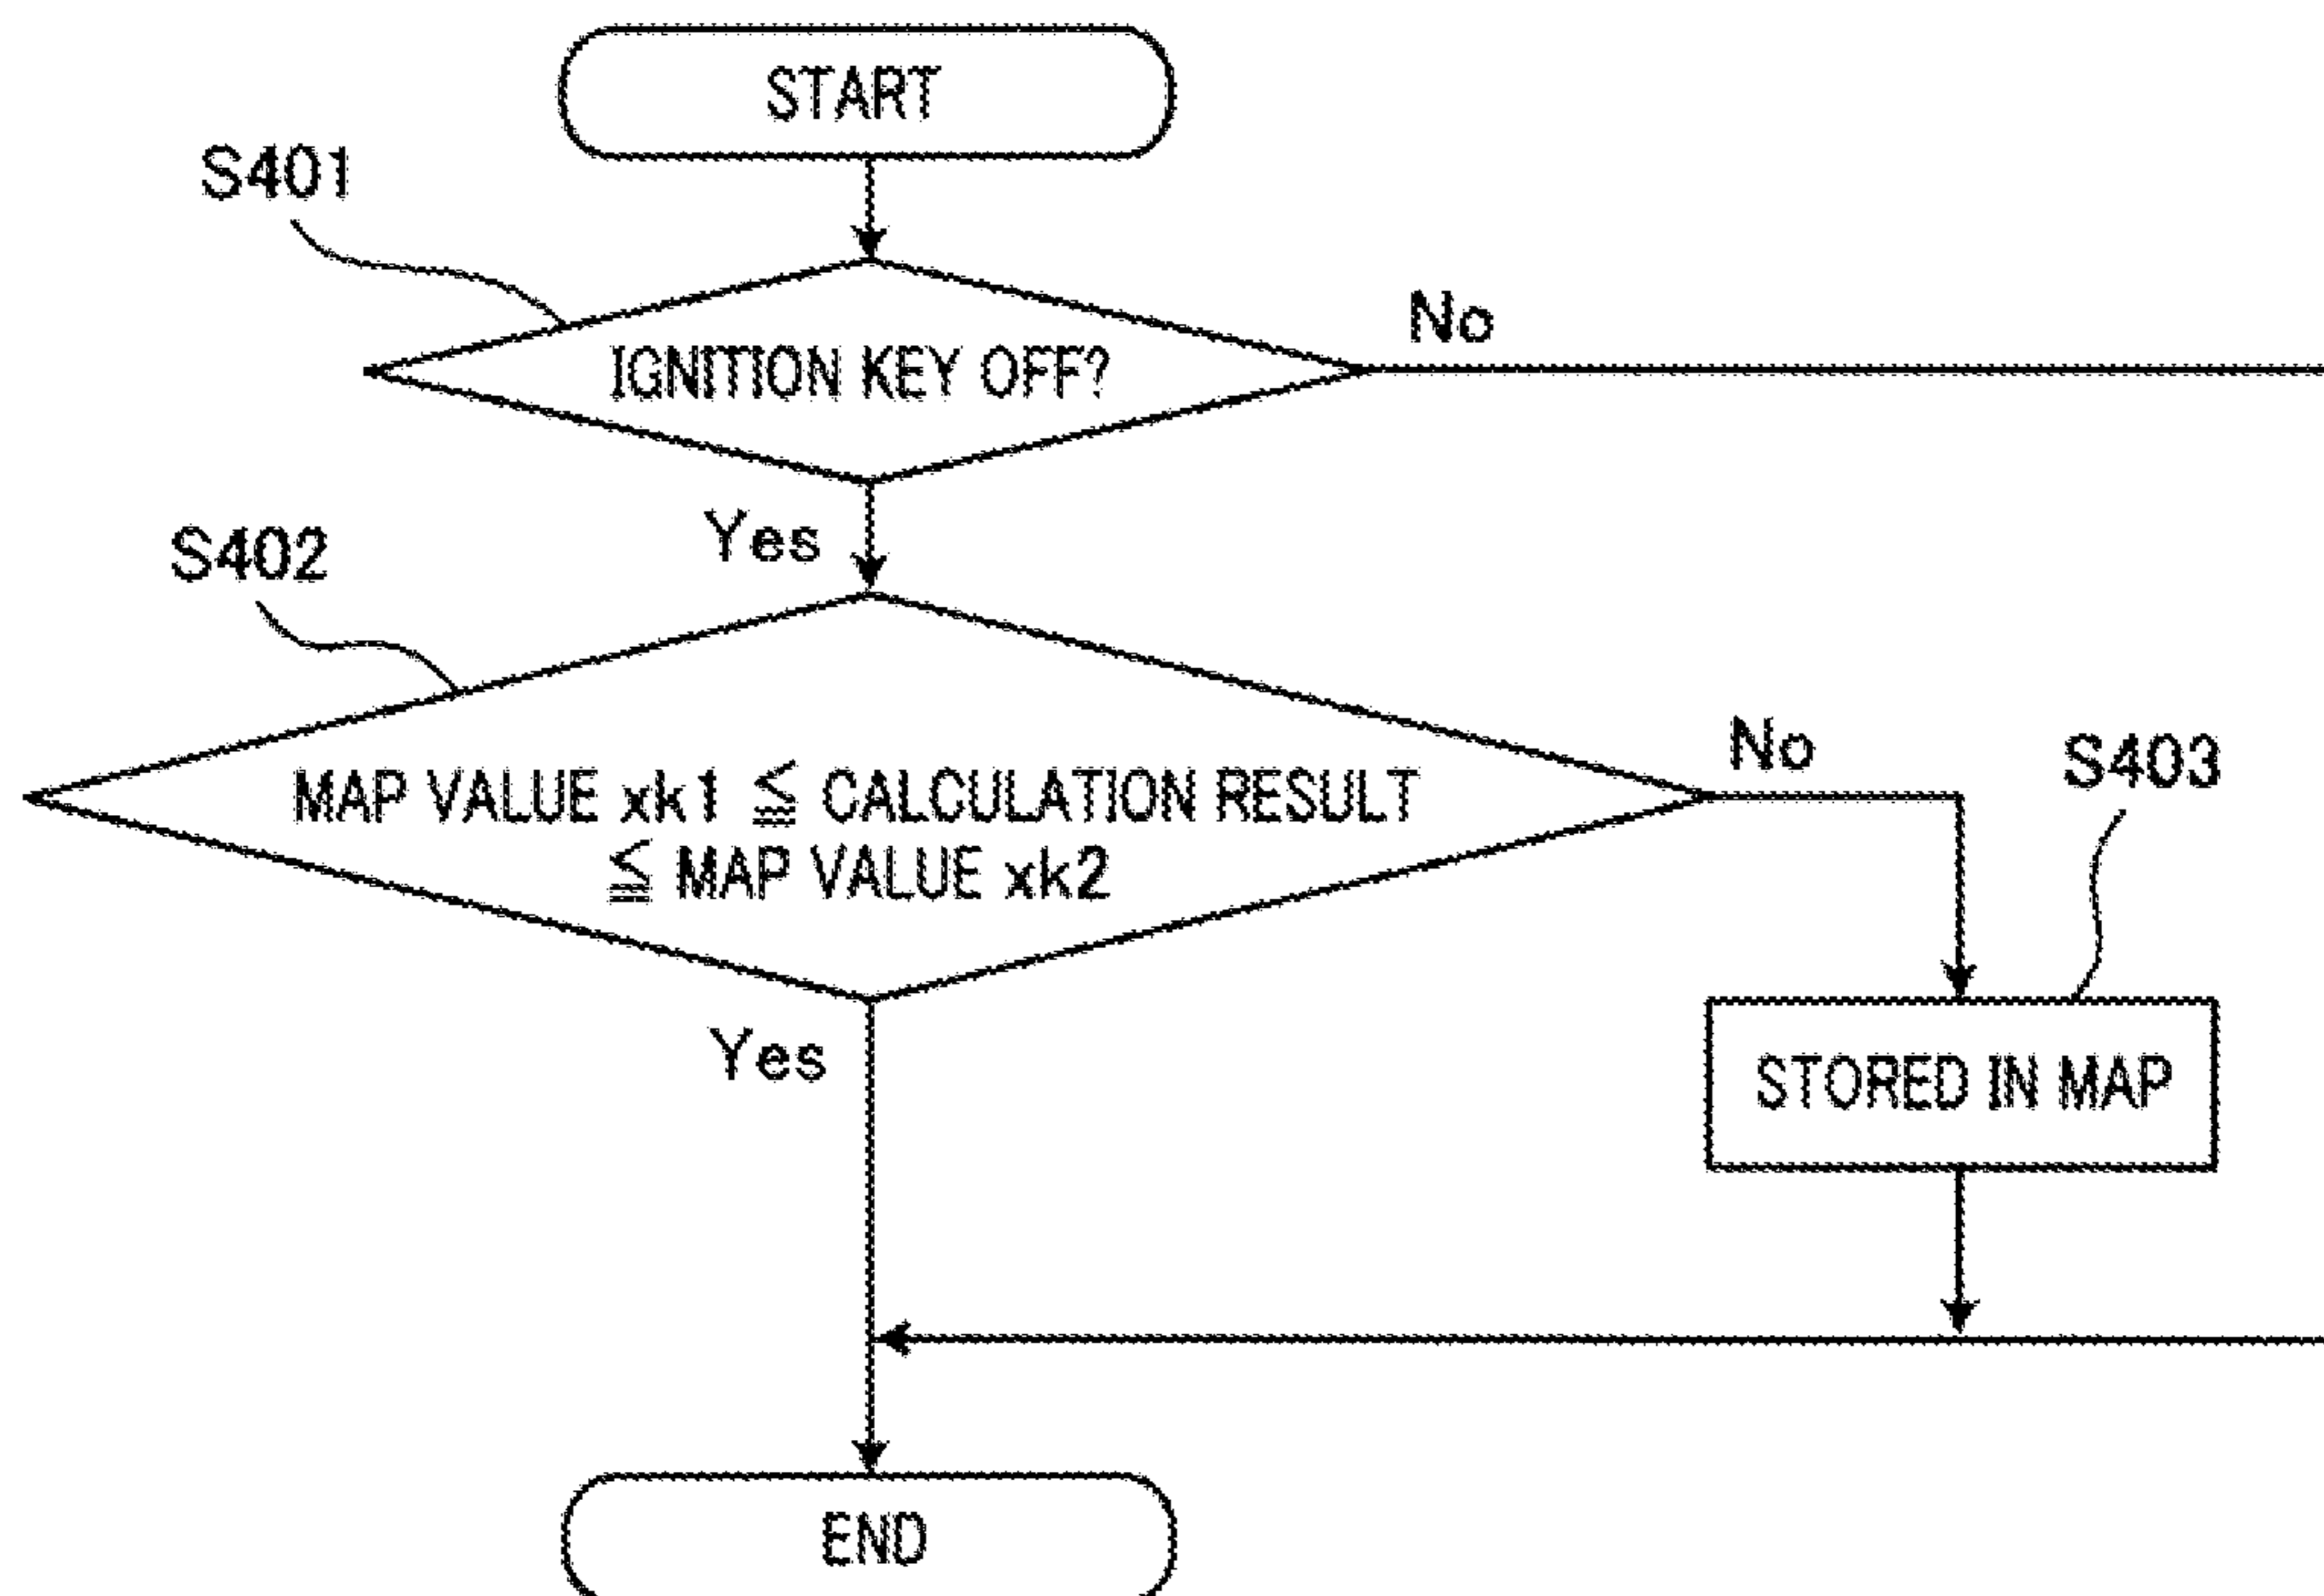 START
S401
No
IGNITION KEY OFF?
Yes
S402
No
S403
MAP VALUE xk1 ≦ CALCULATION RESULT
≦ MAP VALUE xk2
Yes
STORED IN MAP
END